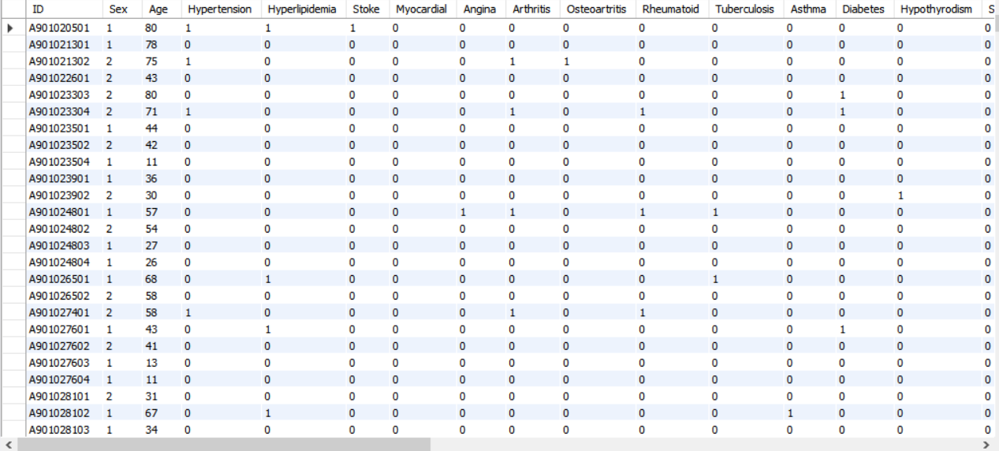 ID Sex Age Hypertension Hyperlipidemia Stoke Myocardial Angina Arthritis Osteoartritis Rheumatoid Tuberculosis Asthma Diabetes Hypothyrodism S
A901020501 1 80 1 1 1 0 0 0 0 0 0 0 0 0 0
A901021301 1 78 0 0 0 0 0 0 0 0 0 0 0 0 0
A901021302 2 75 1 0 0 0 0 1 1 0 0 0 0 0 0
A901022601 2 43 0 0 0 0 0 0 0 0 0 0 0 0 0
A901023303 2 80 0 0 0 0 0 0 0 0 0 0 1 0 0
A901023304 2 71 1 0 0 0 0 1 0 1 0 0 1 0 0
A901023501 1 44 0 0 0 0 0 0 0 0 0 0 0 0 0
A901023502 2 42 0 0 0 0 0 0 0 0 0 0 0 0 0
A901023504 1 11 0 0 0 0 0 0 0 0 0 0 0 0 0
A901023901 1 36 0 0 0 0 0 0 0 0 0 0 0 0 0
A901023902 2 30 0 0 0 0 0 0 0 0 0 0 0 1 0
A901024801 1 57 0 0 0 0 1 1 0 1 1 0 0 0 0
A901024802 2 54 0 0 0 0 0 0 0 0 0 0 0 0 0
A901024803 1 27 0 0 0 0 0 0 0 0 0 0 0 0 0
A901024804 1 26 0 0 0 0 0 0 0 0 0 0 0 0 0
A901026501 1 68 0 1 0 0 0 0 0 0 1 0 0 0 0
A901026502 2 58 0 0 0 0 0 0 0 0 0 0 0 0 0
A901027401 2 58 1 0 0 0 0 1 0 1 0 0 0 0 0
A901027601 1 43 0 1 0 0 0 0 0 0 0 0 1 0 0
A901027602 2 41 0 0 0 0 0 0 0 0 0 0 0 0 0
A901027603 1 13 0 0 0 0 0 0 0 0 0 0 0 0 0
A901027604 1 11 0 0 0 0 0 0 0 0 0 0 0 0 0
A901028101 2 31 0 0 0 0 0 0 0 0 0 0 0 0 0
A901028102 1 67 0 1 0 0 0 0 0 0 0 1 0 0 0
A901028103 1 34 0 0 0 0 0 0 0 0 0 0 0 0 0